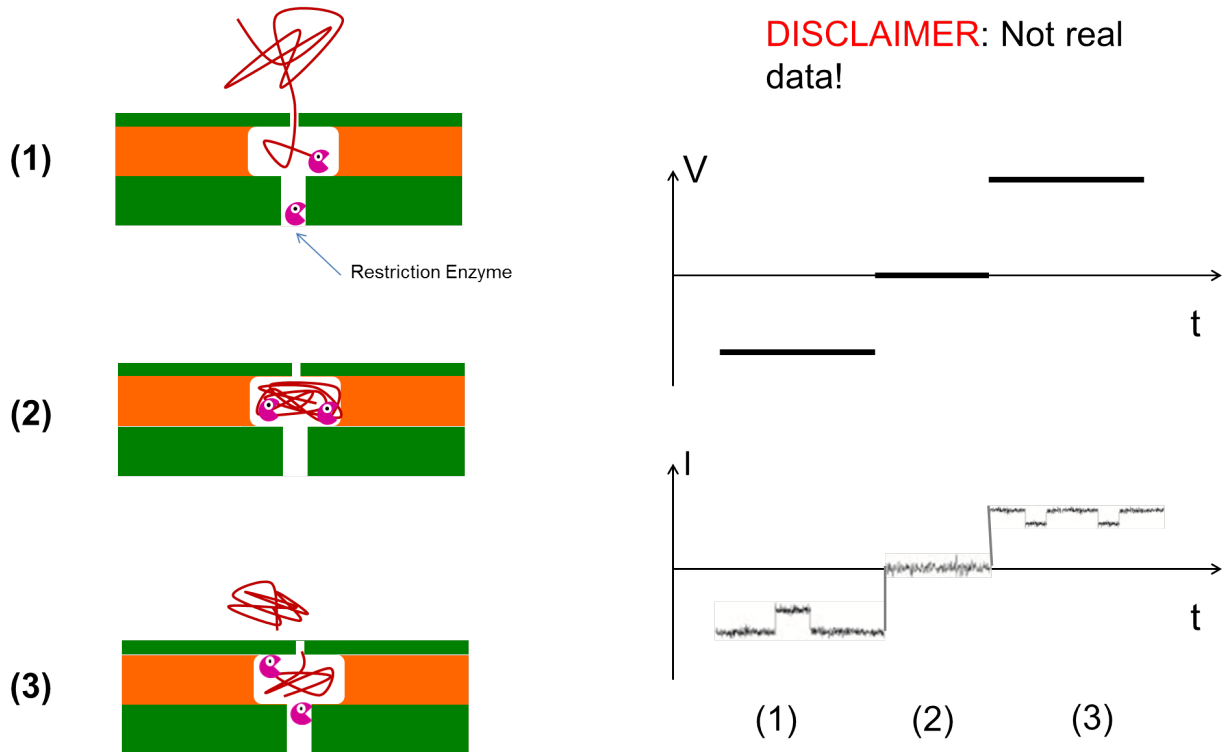 DISCLAIMER: Not real
data!
(1)
Restriction Enzyme
(2)
(3)
V
t
I
t
(1)
(2)
(3)